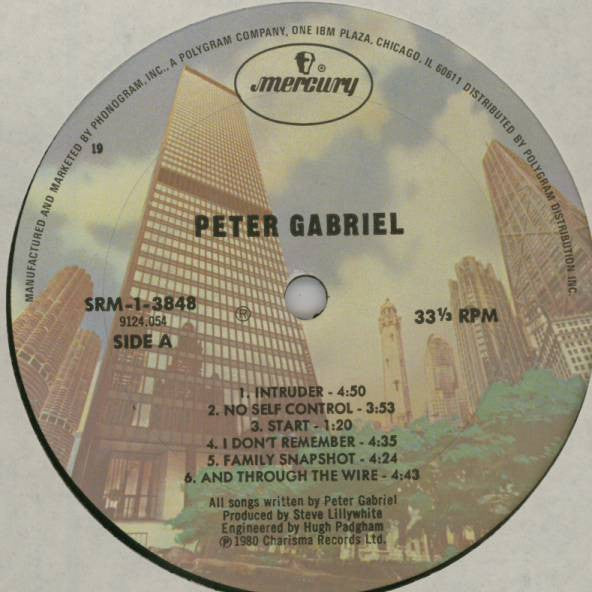 MANUFACTURED AND MARKETED BY PHONOGRAM, INC., A POLYGRAM COMPANY, ONE IBM PLAZA, CHICAGO, IL 60611 DISTRIBUTED BY POLYGRAM DISTRIBUTION INC.
mercury ®
19
PETER GABRIEL
SRM-1-3848
9124.054
SIDE A
Ⓡ
33⅓ RPM
1. INTRUDER - 4:50
2. NO SELF CONTROL - 3:53
3. START - 1:20
4. I DON'T REMEMBER - 4:35
5. FAMILY SNAPSHOT - 4:24
6. AND THROUGH THE WIRE - 4:43
All songs written by Peter Gabriel
Produced by Steve Lillywhite
Engineered by Hugh Padgham
Ⓟ1980 Charisma Records Ltd.